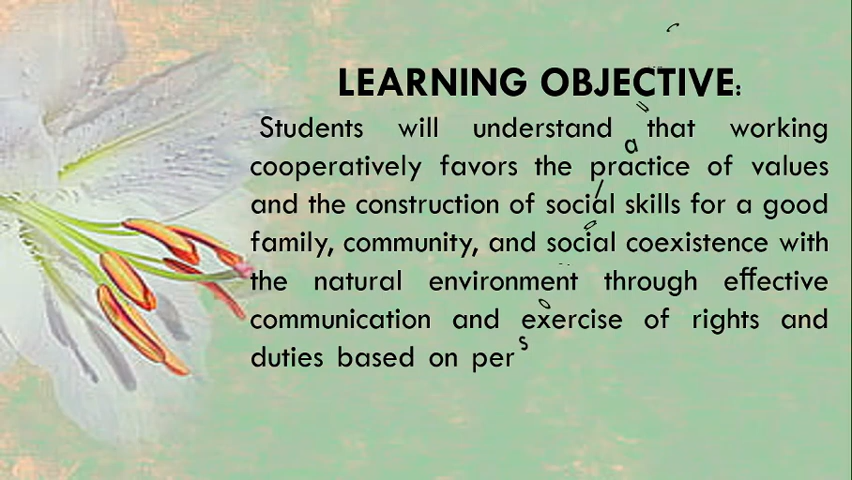 LEARNING OBJECTIVE:
Students will understand that working
cooperatively favors the practice of values
and the construction of social skills for a good
family, community, and social coexistence with
the natural environment through effective
communication and exercise of rights and
duties based on per